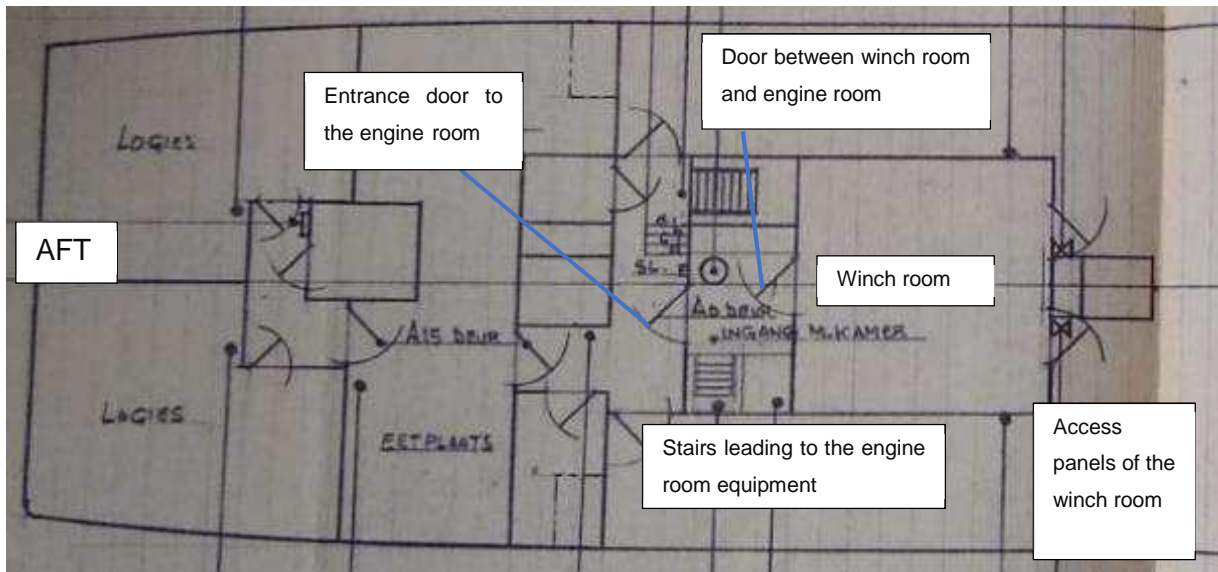 Door between winch room
and engine room
Entrance door to
the engine room
LOGIES
AFT
Winch room
A15 DEUR
A0 DEUR
INGANG M.KAMER
LOGIES
EETPLAATS
Stairs leading to the engine
room equipment
Access
panels of the
winch room